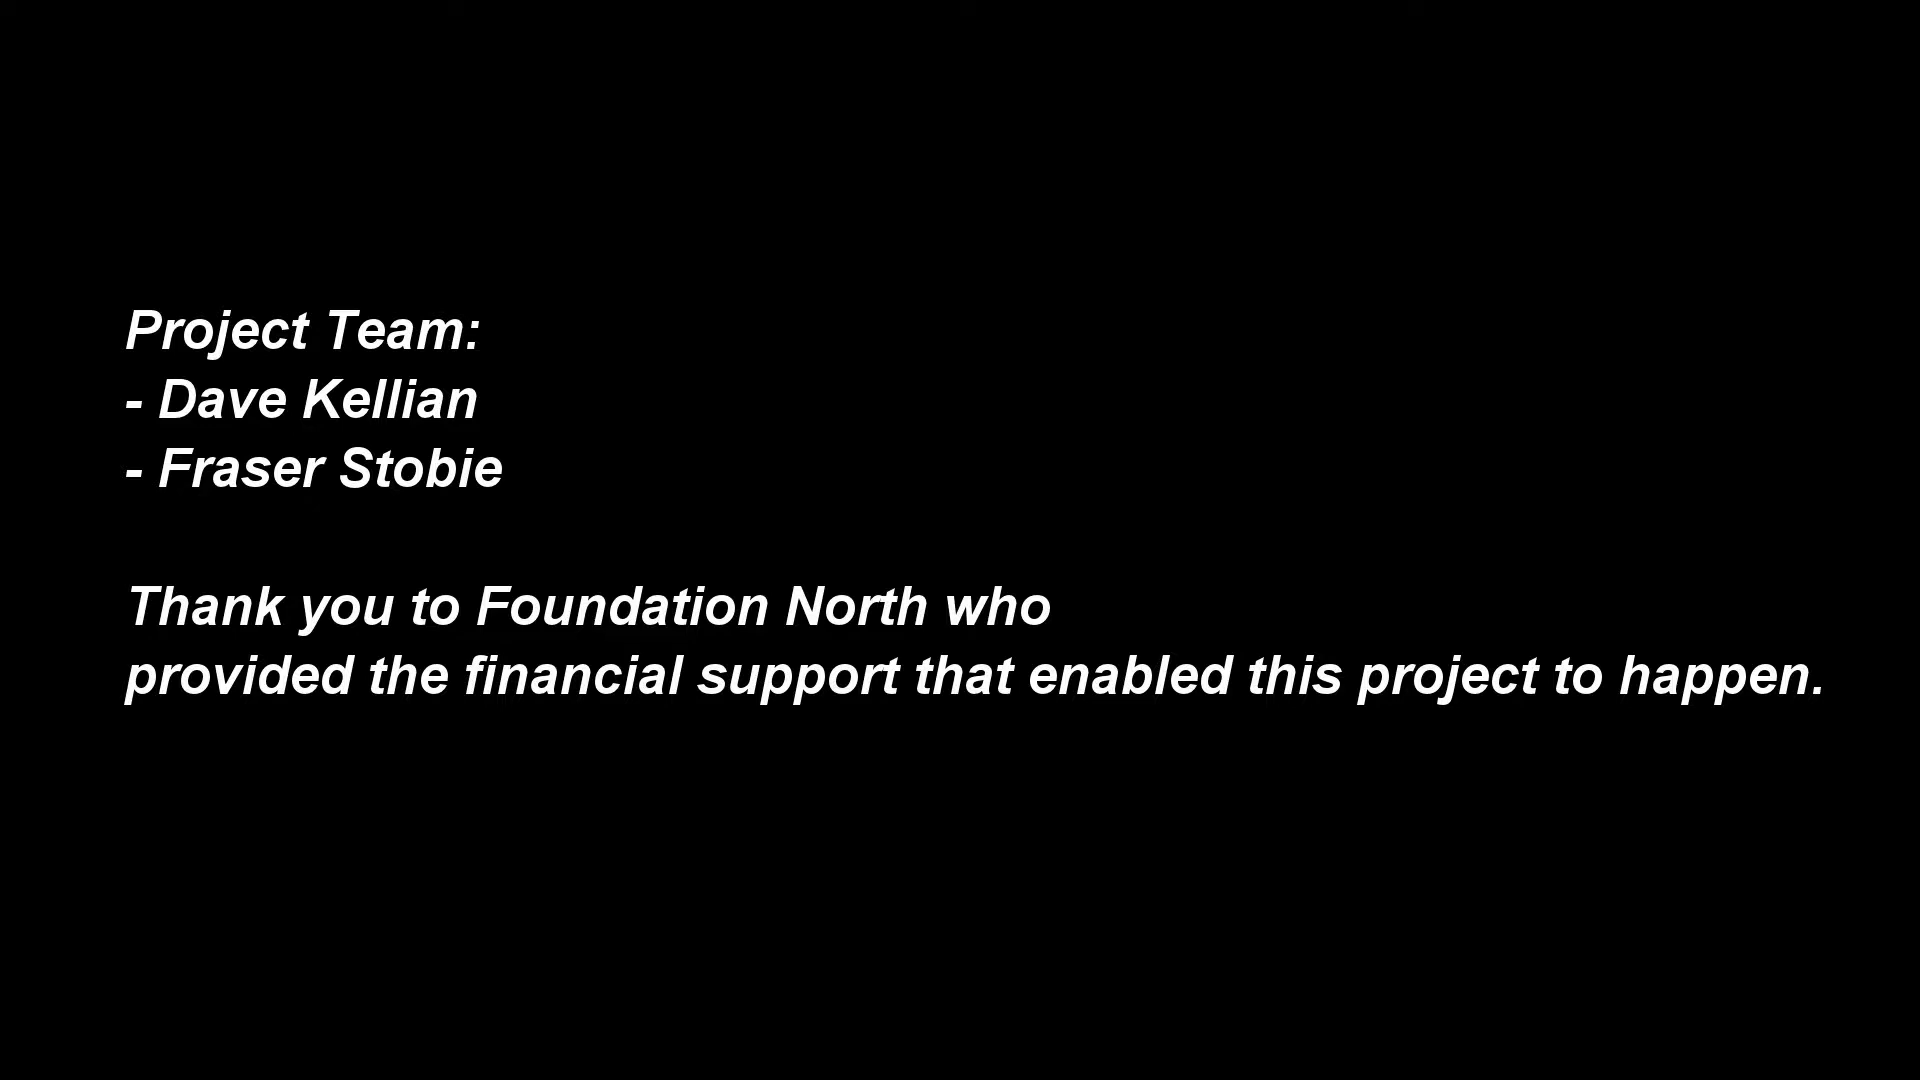 Project Team:
- Dave Kellian
- Fraser Stobie
Thank you to Foundation North who
provided the financial support that enabled this project to happen.